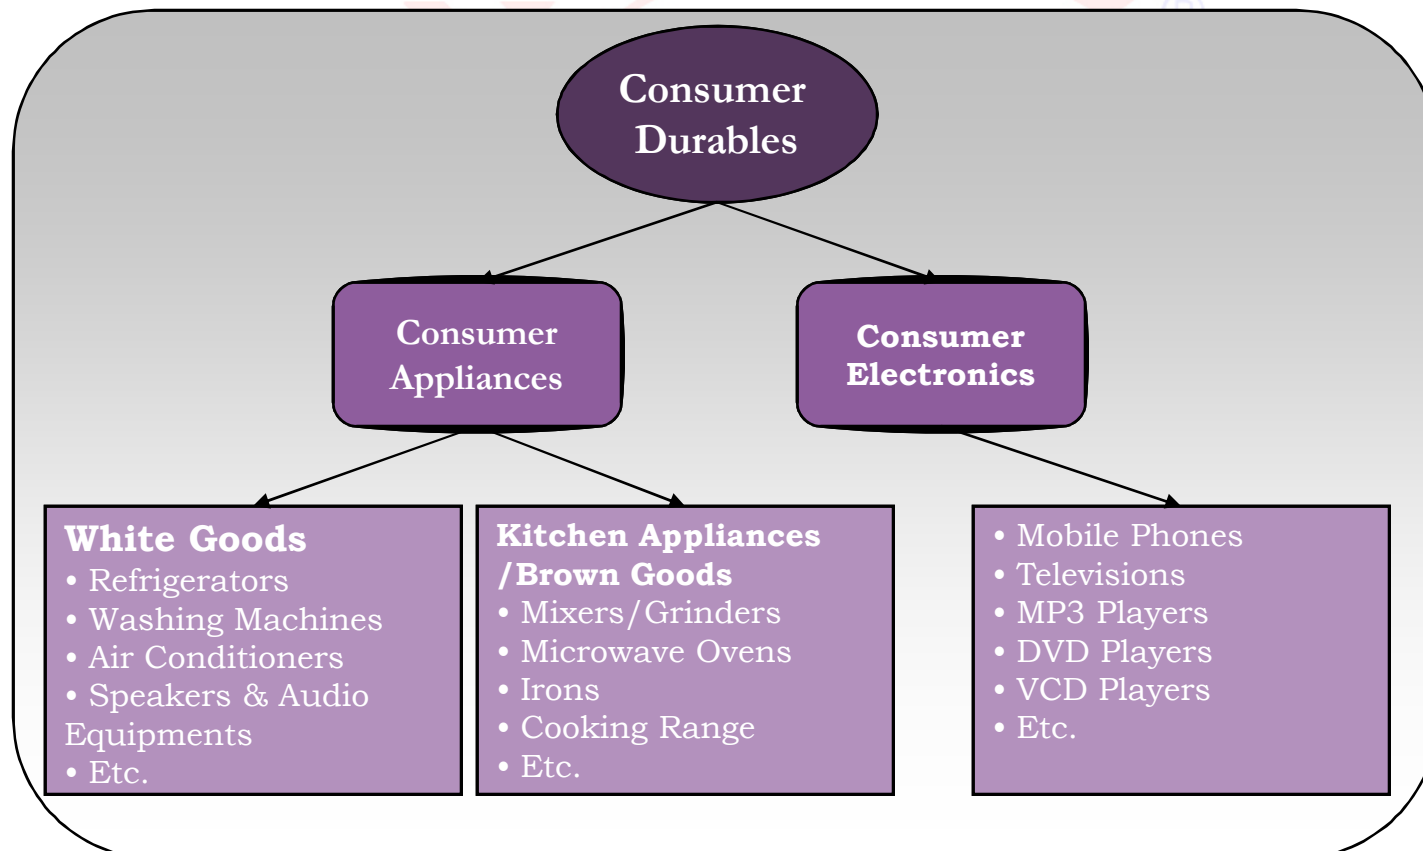 Consumer
Durables
Consumer
Appliances
Consumer
Electronics
White Goods
• Refrigerators
• Washing Machines
• Air Conditioners
• Speakers & Audio
Equipments
• Etc.
Kitchen Appliances
/Brown Goods
• Mixers/Grinders
• Microwave Ovens
• Irons
• Cooking Range
• Etc.
• Mobile Phones
• Televisions
• MP3 Players
• DVD Players
• VCD Players
• Etc.